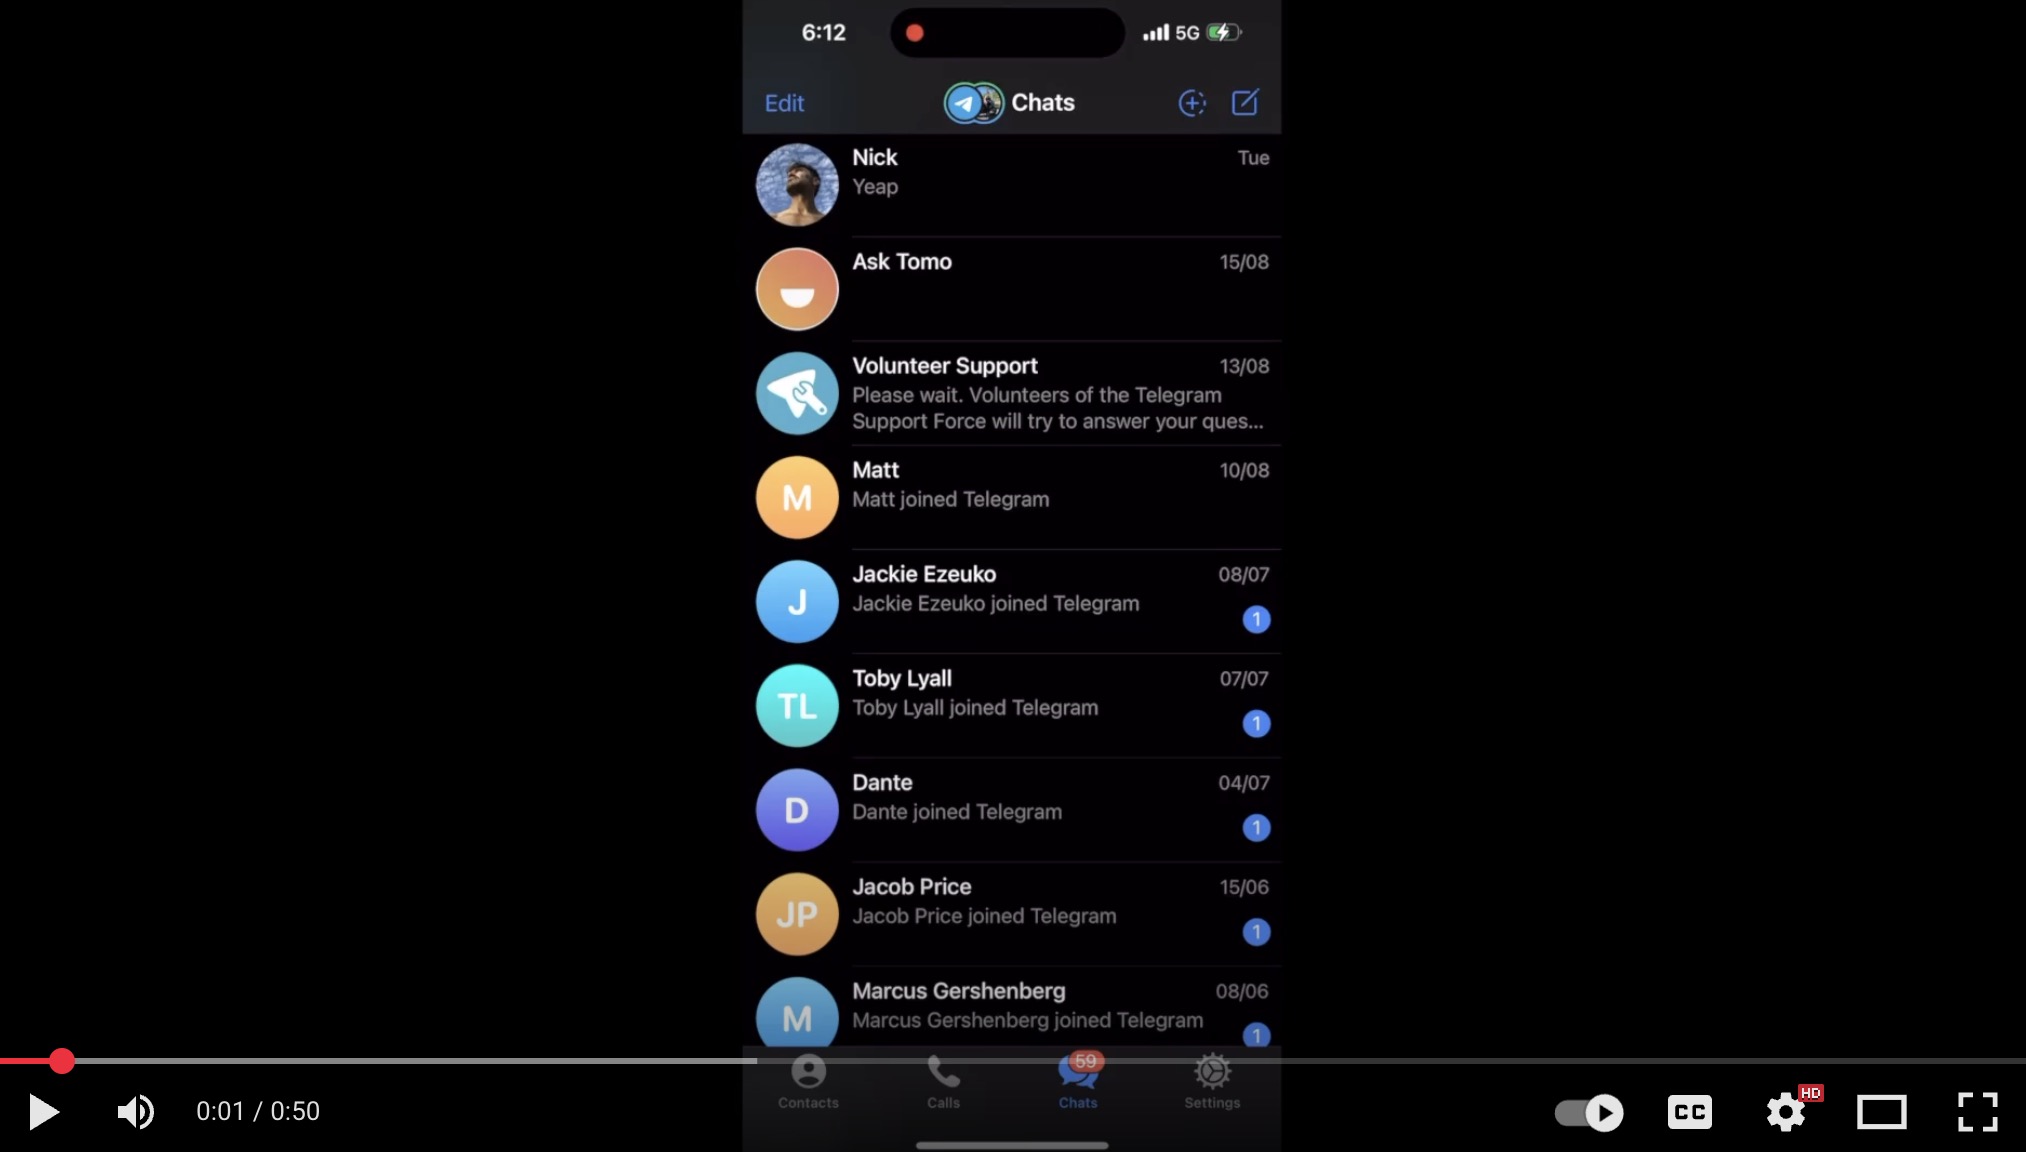 6:12
5G
Edit
Chats
Nick
Tue
Yeap
Ask Tomo
15/08
Volunteer Support
13/08
Please wait. Volunteers of the Telegram
Support Force will try to answer your ques...
M
Matt
10/08
Matt joined Telegram
J
Jackie Ezeuko
08/07
Jackie Ezeuko joined Telegram
1
TL
Toby Lyall
07/07
Toby Lyall joined Telegram
1
D
Dante
04/07
Dante joined Telegram
1
JP
Jacob Price
15/06
Jacob Price joined Telegram
1
M
Marcus Gershenberg
08/06
Marcus Gershenberg joined Telegram
1
59
Contacts
Calls
Chats
Settings
0:01 / 0:50
CC
HD